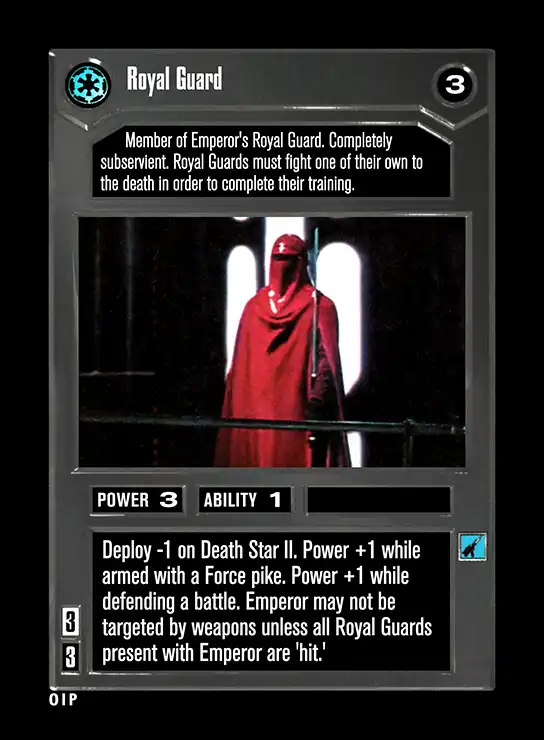 Royal Guard
3
Member of Emperor's Royal Guard. Completely
subservient. Royal Guards must fight one of their own to
the death in order to complete their training.
POWER 3 ABILITY 1
Deploy -1 on Death Star II. Power +1 while
armed with a Force pike. Power +1 while
defending a battle. Emperor may not be
targeted by weapons unless all Royal Guards
present with Emperor are 'hit.'
3
3
OIP